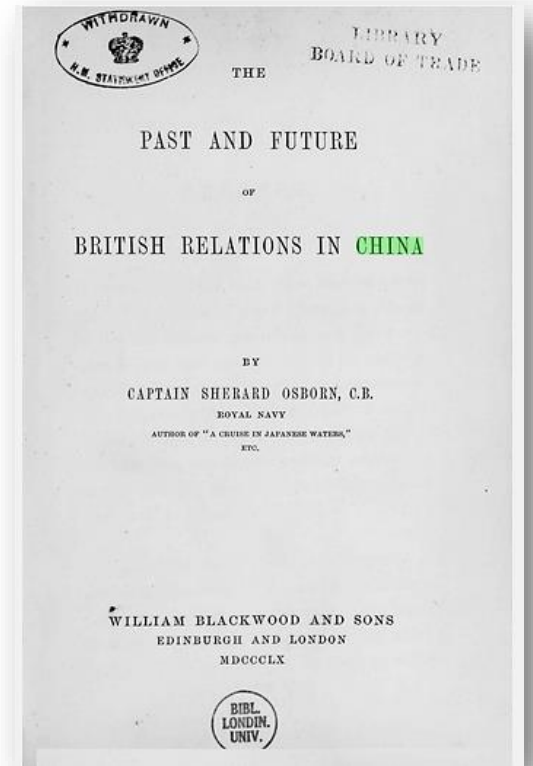 WITHDRAWN
H.M. STATIONERY OFFICE
LIBRARY
BOARD OF TRADE
THE
PAST AND FUTURE
OF
BRITISH RELATIONS IN CHINA
BY
CAPTAIN SHERARD OSBORN, C.B.
ROYAL NAVY
AUTHOR OF "A CRUISE IN JAPANESE WATERS,"
ETC.
WILLIAM BLACKWOOD AND SONS
EDINBURGH AND LONDON
MDCCCLX
BIBL.
LONDIN.
UNIV.